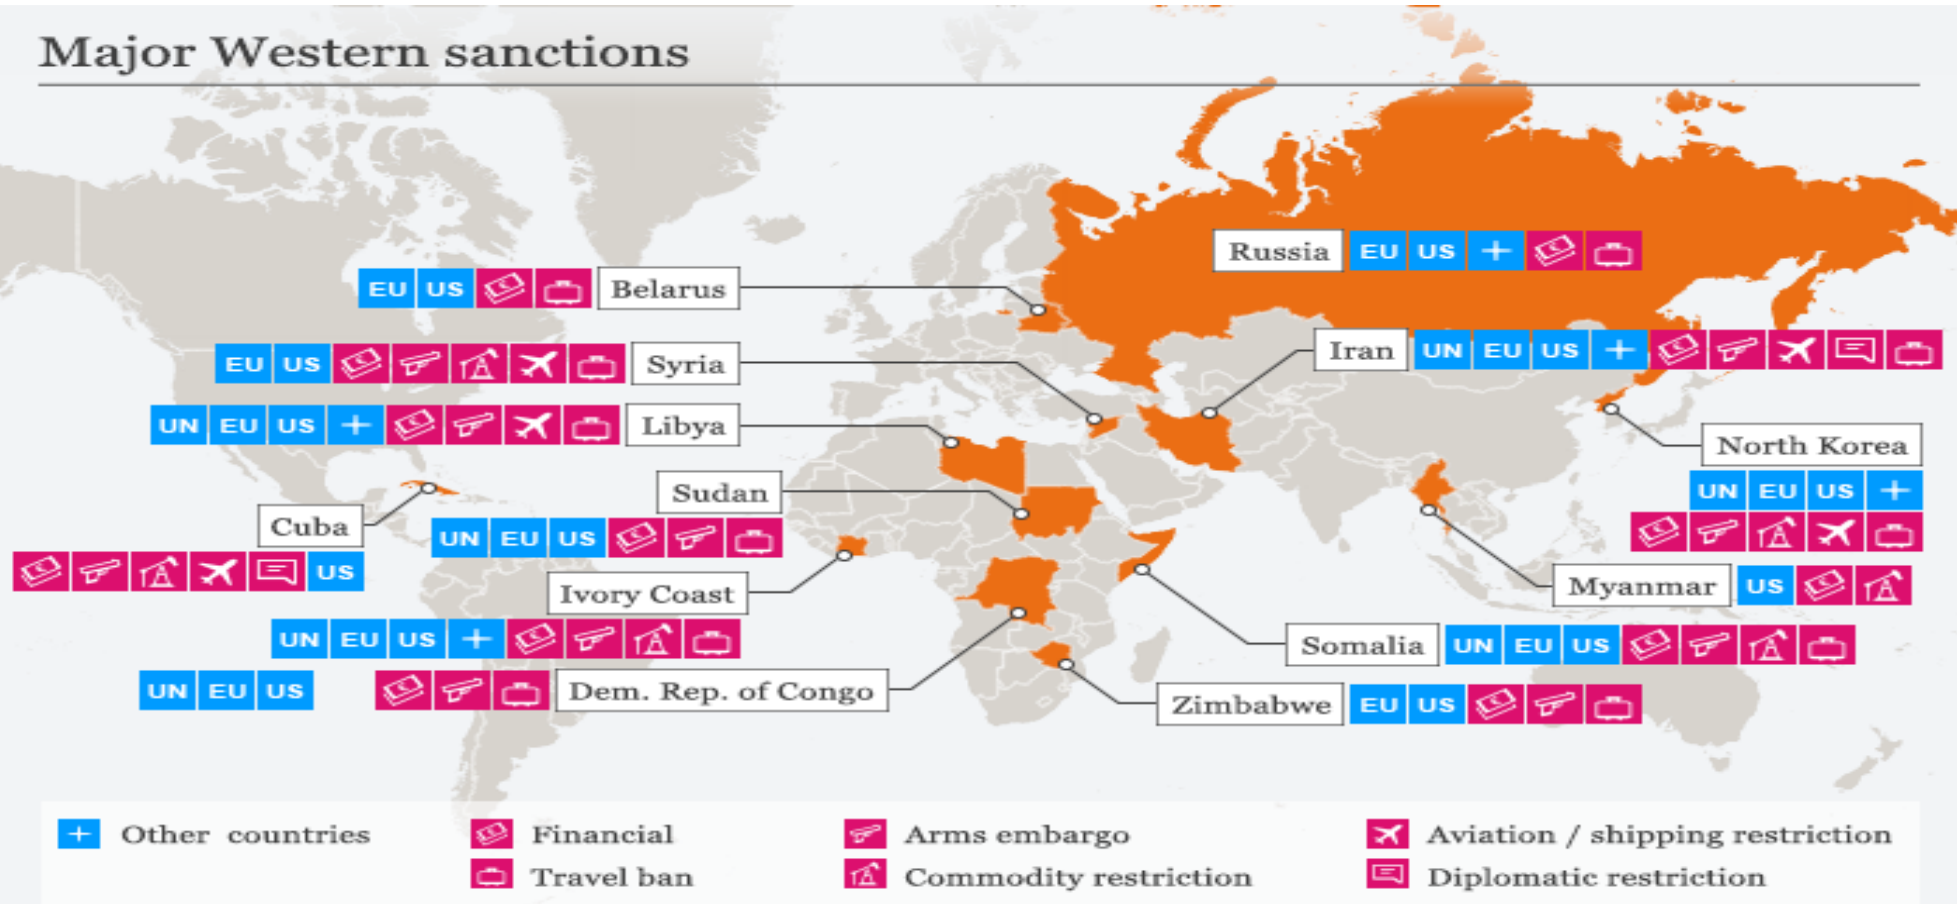 Major Western sanctions
Russia EU US +
EU US Belarus
Iran UN EU US +
EU US Syria
UN EU US + Libya
North Korea
UN EU US +
Sudan
UN EU US
Cuba
US
Myanmar US
Ivory Coast
UN EU US +
Somalia UN EU US
UN EU US Dem. Rep. of Congo
Zimbabwe EU US
+ Other countries Financial Arms embargo Aviation / shipping restriction
Travel ban Commodity restriction Diplomatic restriction